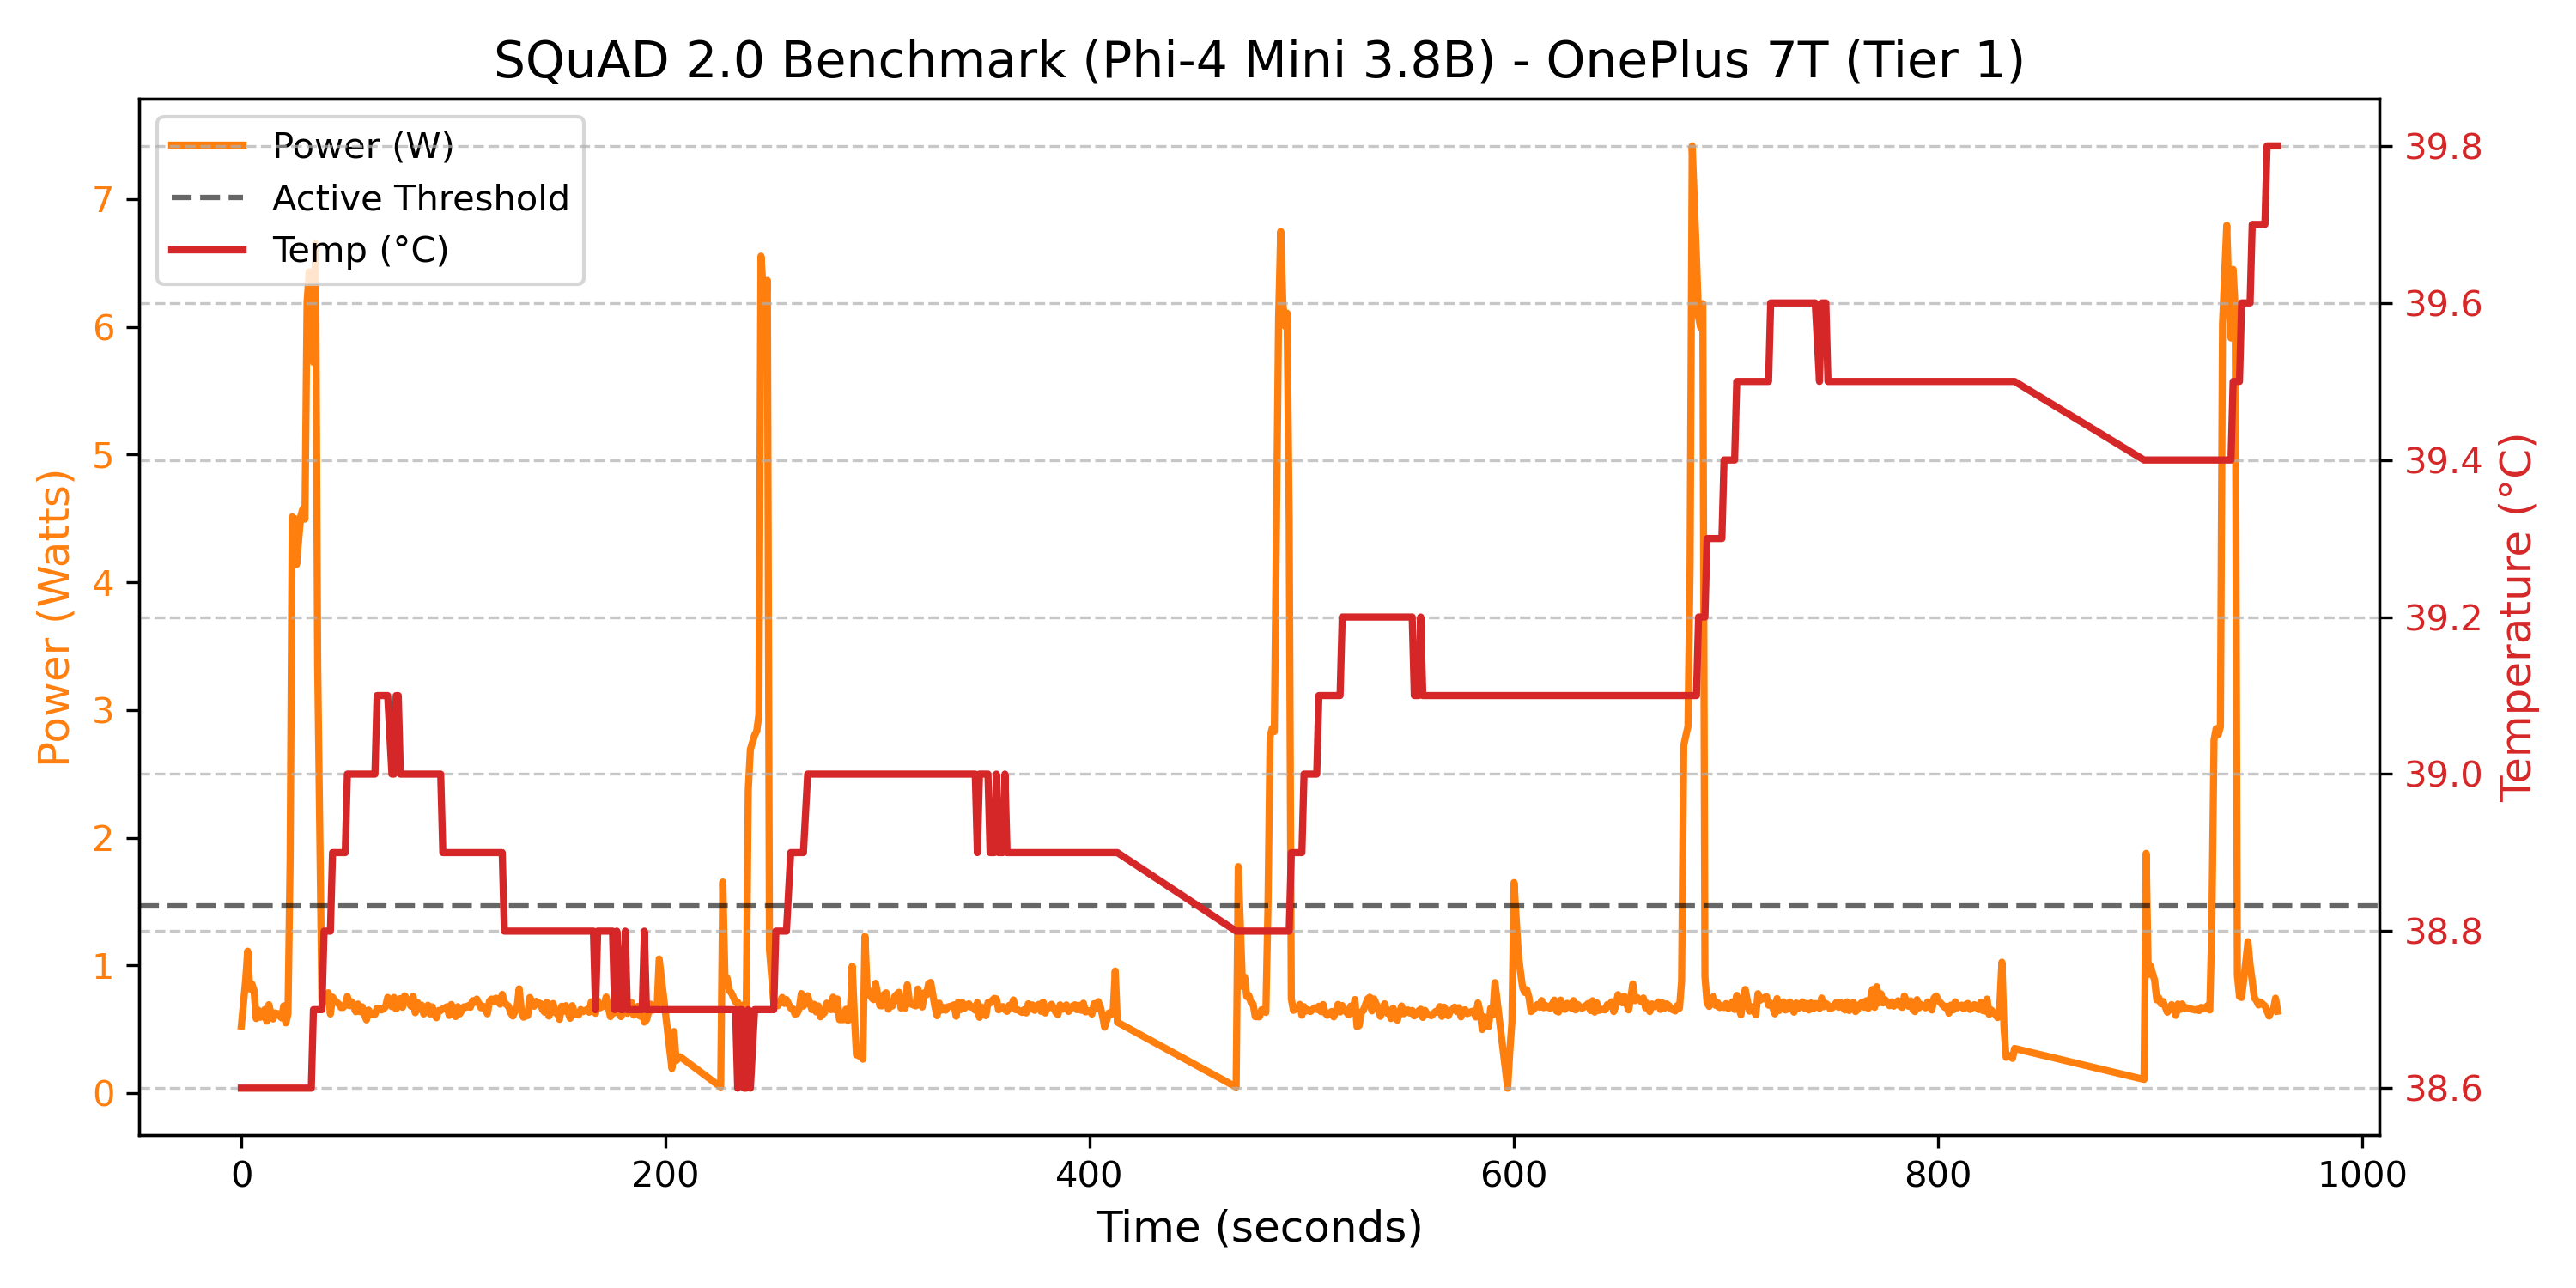 SQuAD 2.0 Benchmark (Phi-4 Mini 3.8B) - OnePlus 7T (Tier 1)
Power (W)
Active Threshold
Temp (°C)
Power (Watts)
7
6
5
4
3
2
1
0
39.8
39.6
39.4
39.2
39.0
38.8
38.6
Temperature (°C)
0 200 400 600 800 1000
Time (seconds)